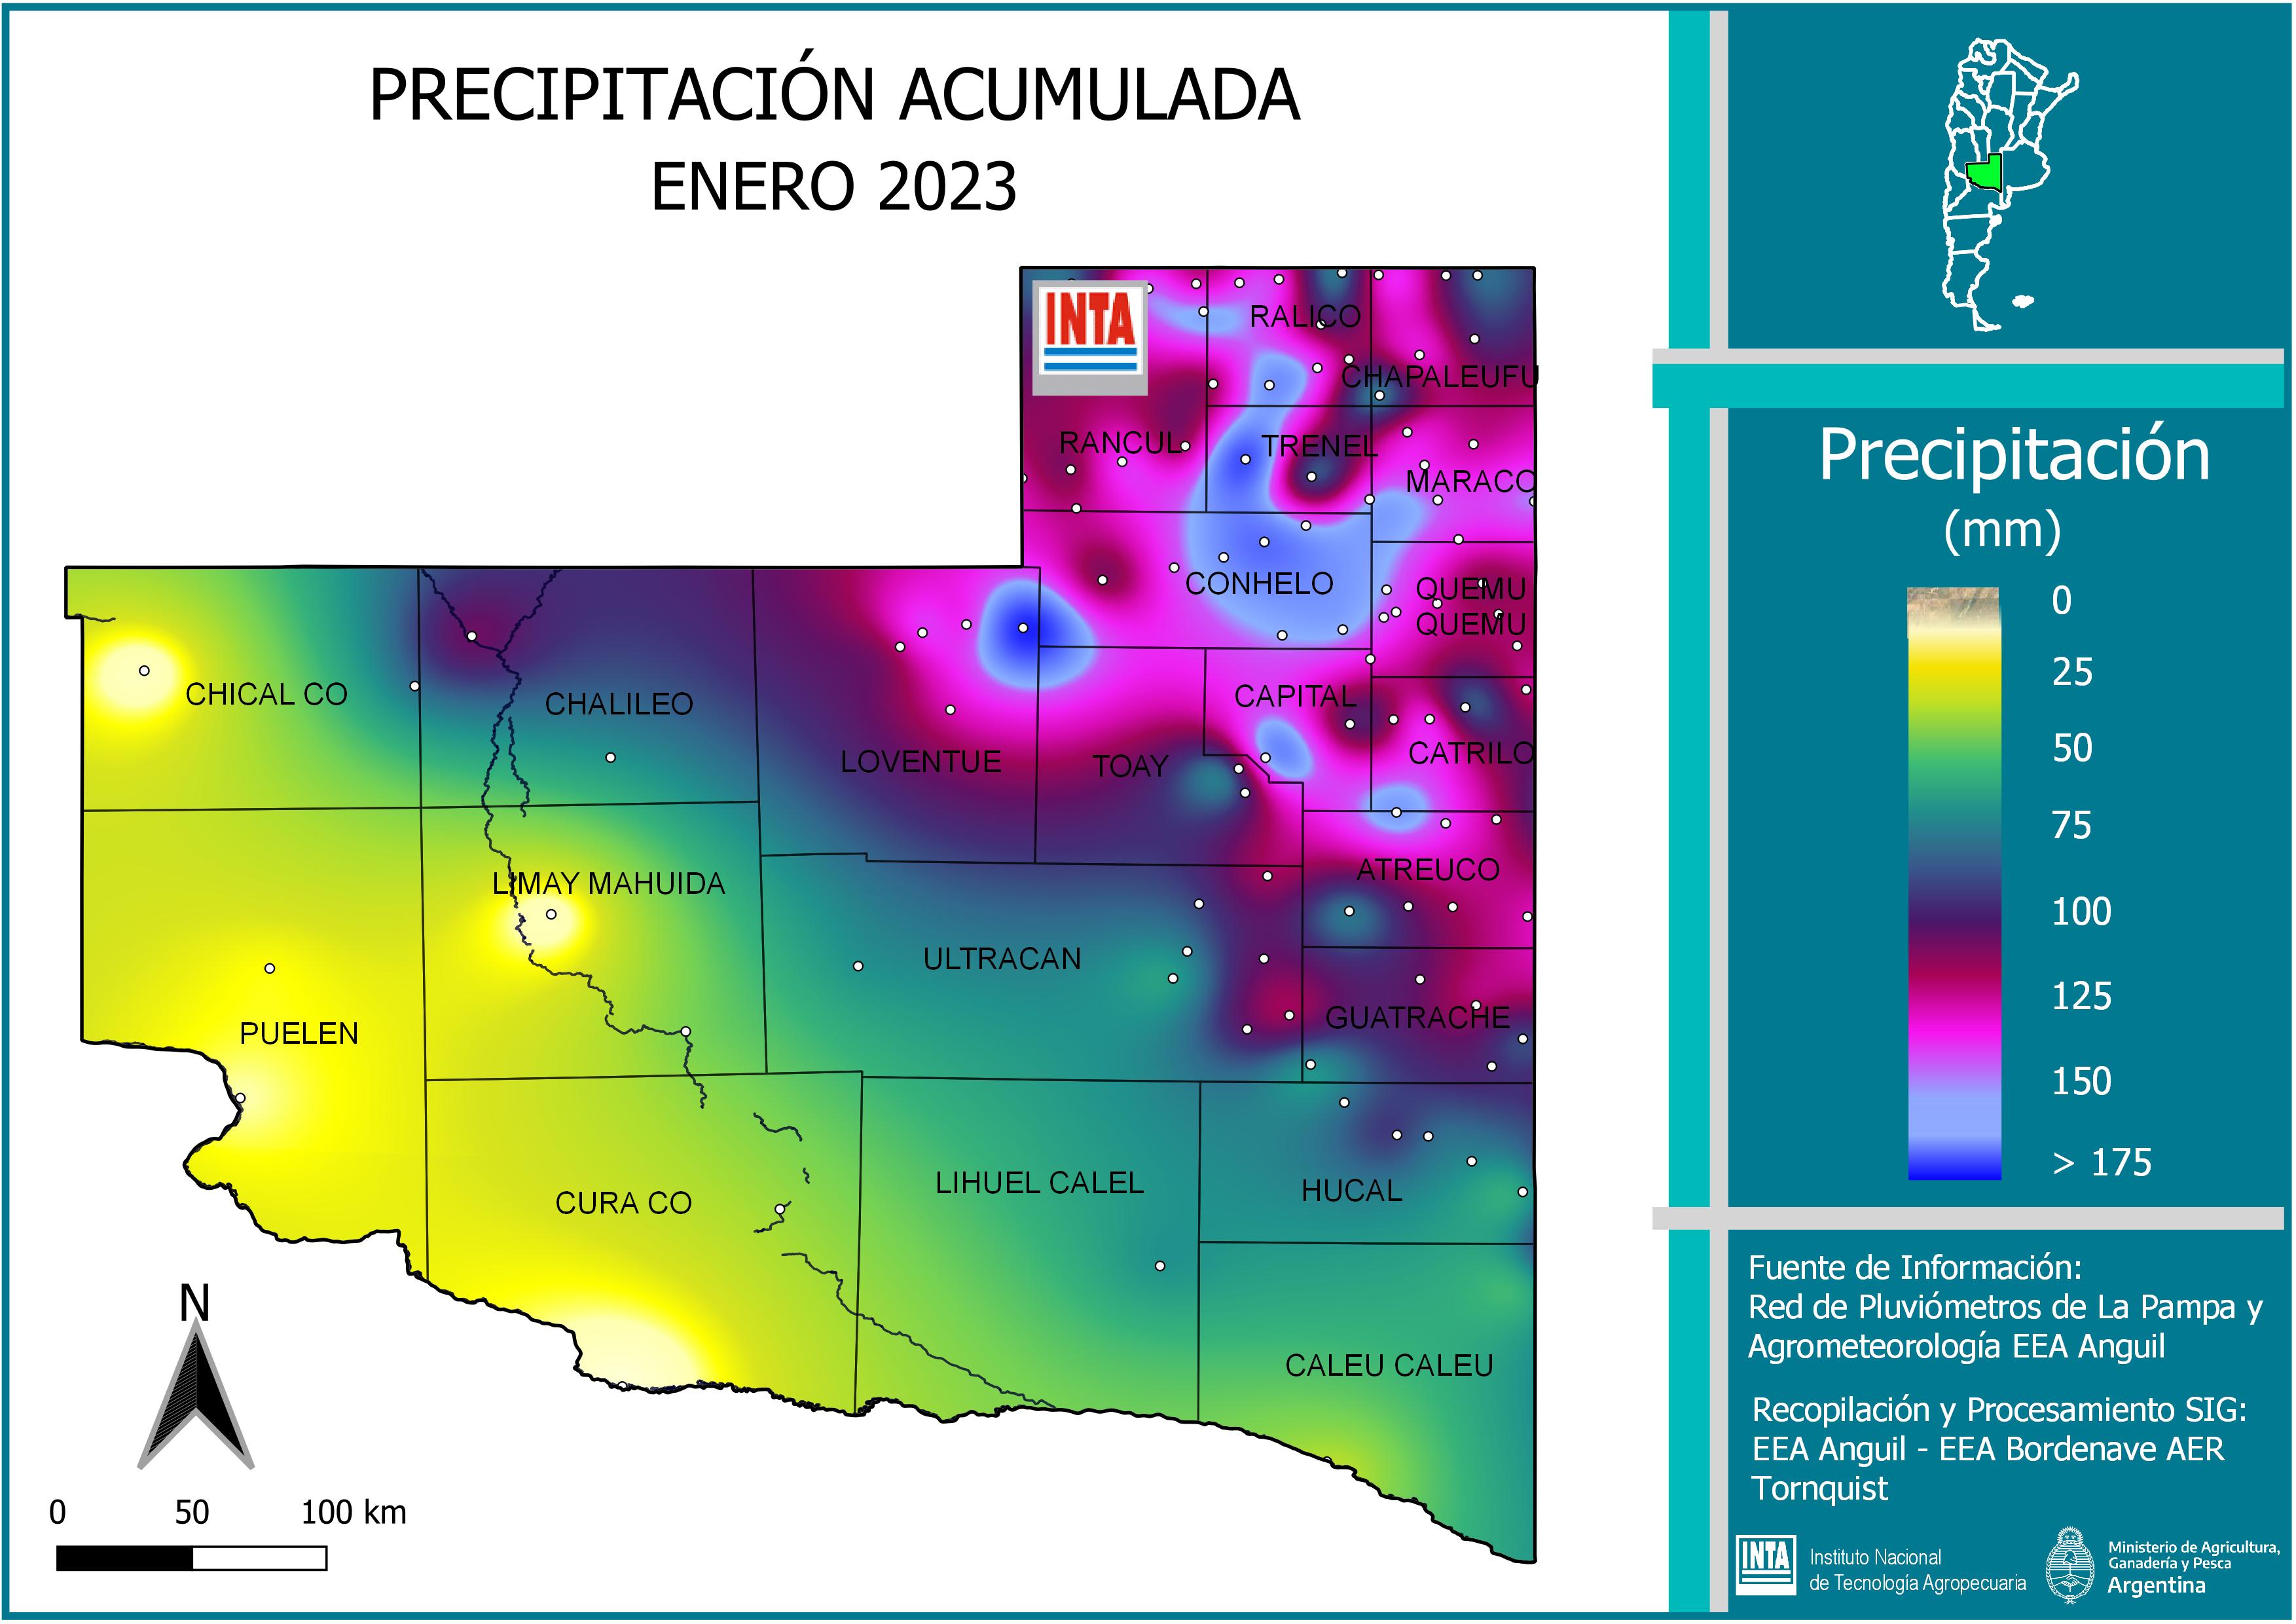 PRECIPITACIÓN ACUMULADA
ENERO 2023
INTA
RALICO
CHAPALEUFU
RANCUL
TRENEL
MARACO
CONHELO
QUEMU
QUEMU
CHICAL CO
CHALILEO
CAPITAL
LOVENTUE
TOAY
CATRILO
LIMAY MAHUIDA
ATREUCO
ULTRACAN
PUELEN
GUATRACHE
CURA CO
LIHUEL CALEL
HUCAL
CALEU CALEU
N
0 50 100 km
Precipitación
(mm)
0
25
50
75
100
125
150
> 175
Fuente de Información:
Red de Pluviómetros de La Pampa y
Agrometeorología EEA Anguil
Recopilación y Procesamiento SIG:
EEA Anguil - EEA Bordenave AER
Tornquist
INTA
Instituto Nacional
de Tecnología Agropecuaria
Ministerio de Agricultura,
Ganadería y Pesca
Argentina